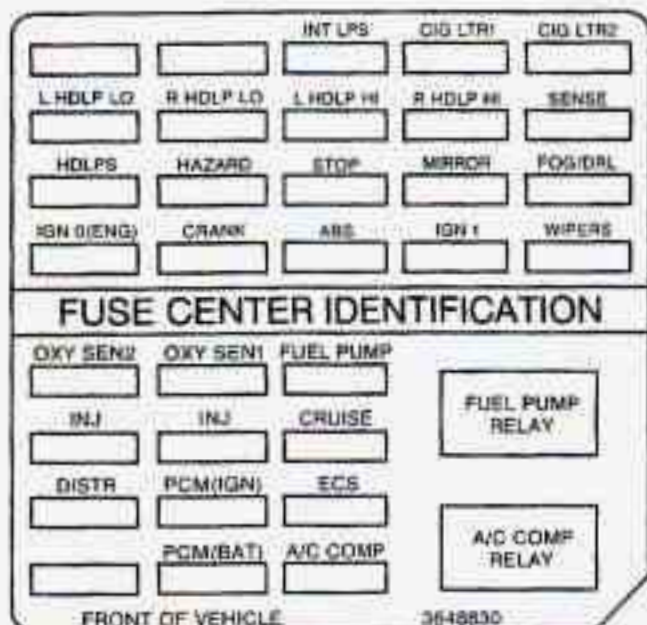 INT LPS CIG LTR1 CIG LTR2
L HDLP LO R HDLP LO L HDLP HI R HDLP HI SENSE
HDLPS HAZARD STOP MIRROR FOG/DRL
IGN 0(ENG) CRANK ABS IGN 1 WIPERS
FUSE CENTER IDENTIFICATION
OXY SEN2 OXY SEN1 FUEL PUMP
INJ INJ CRUISE
FUEL PUMP
RELAY
DISTR PCM(IGN) ECS
PCM(BAT) A/C COMP
A/C COMP
RELAY
FRONT OF VEHICLE 3648830